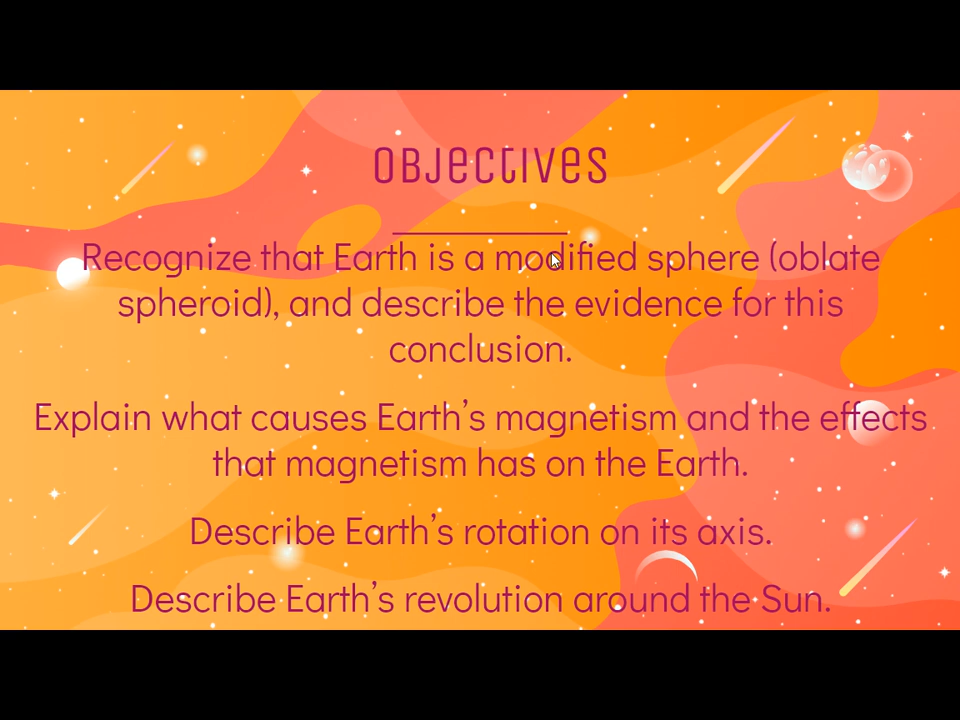 OBJECTIVES
Recognize that Earth is a modified sphere (oblate
spheroid), and describe the evidence for this
conclusion.
Explain what causes Earth’s magnetism and the effects
that magnetism has on the Earth.
Describe Earth’s rotation on its axis.
Describe Earth’s revolution around the Sun.